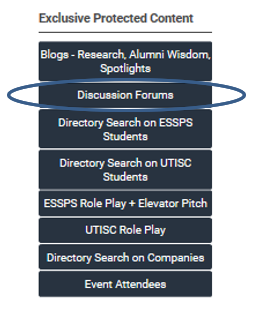 Exclusive Protected Content
Blogs - Research, Alumni Wisdom,
Spotlights
Discussion Forums
Directory Search on ESSPS
Students
Directory Search on UTISC
Students
ESSPS Role Play + Elevator Pitch
UTISC Role Play
Directory Search on Companies
Event Attendees